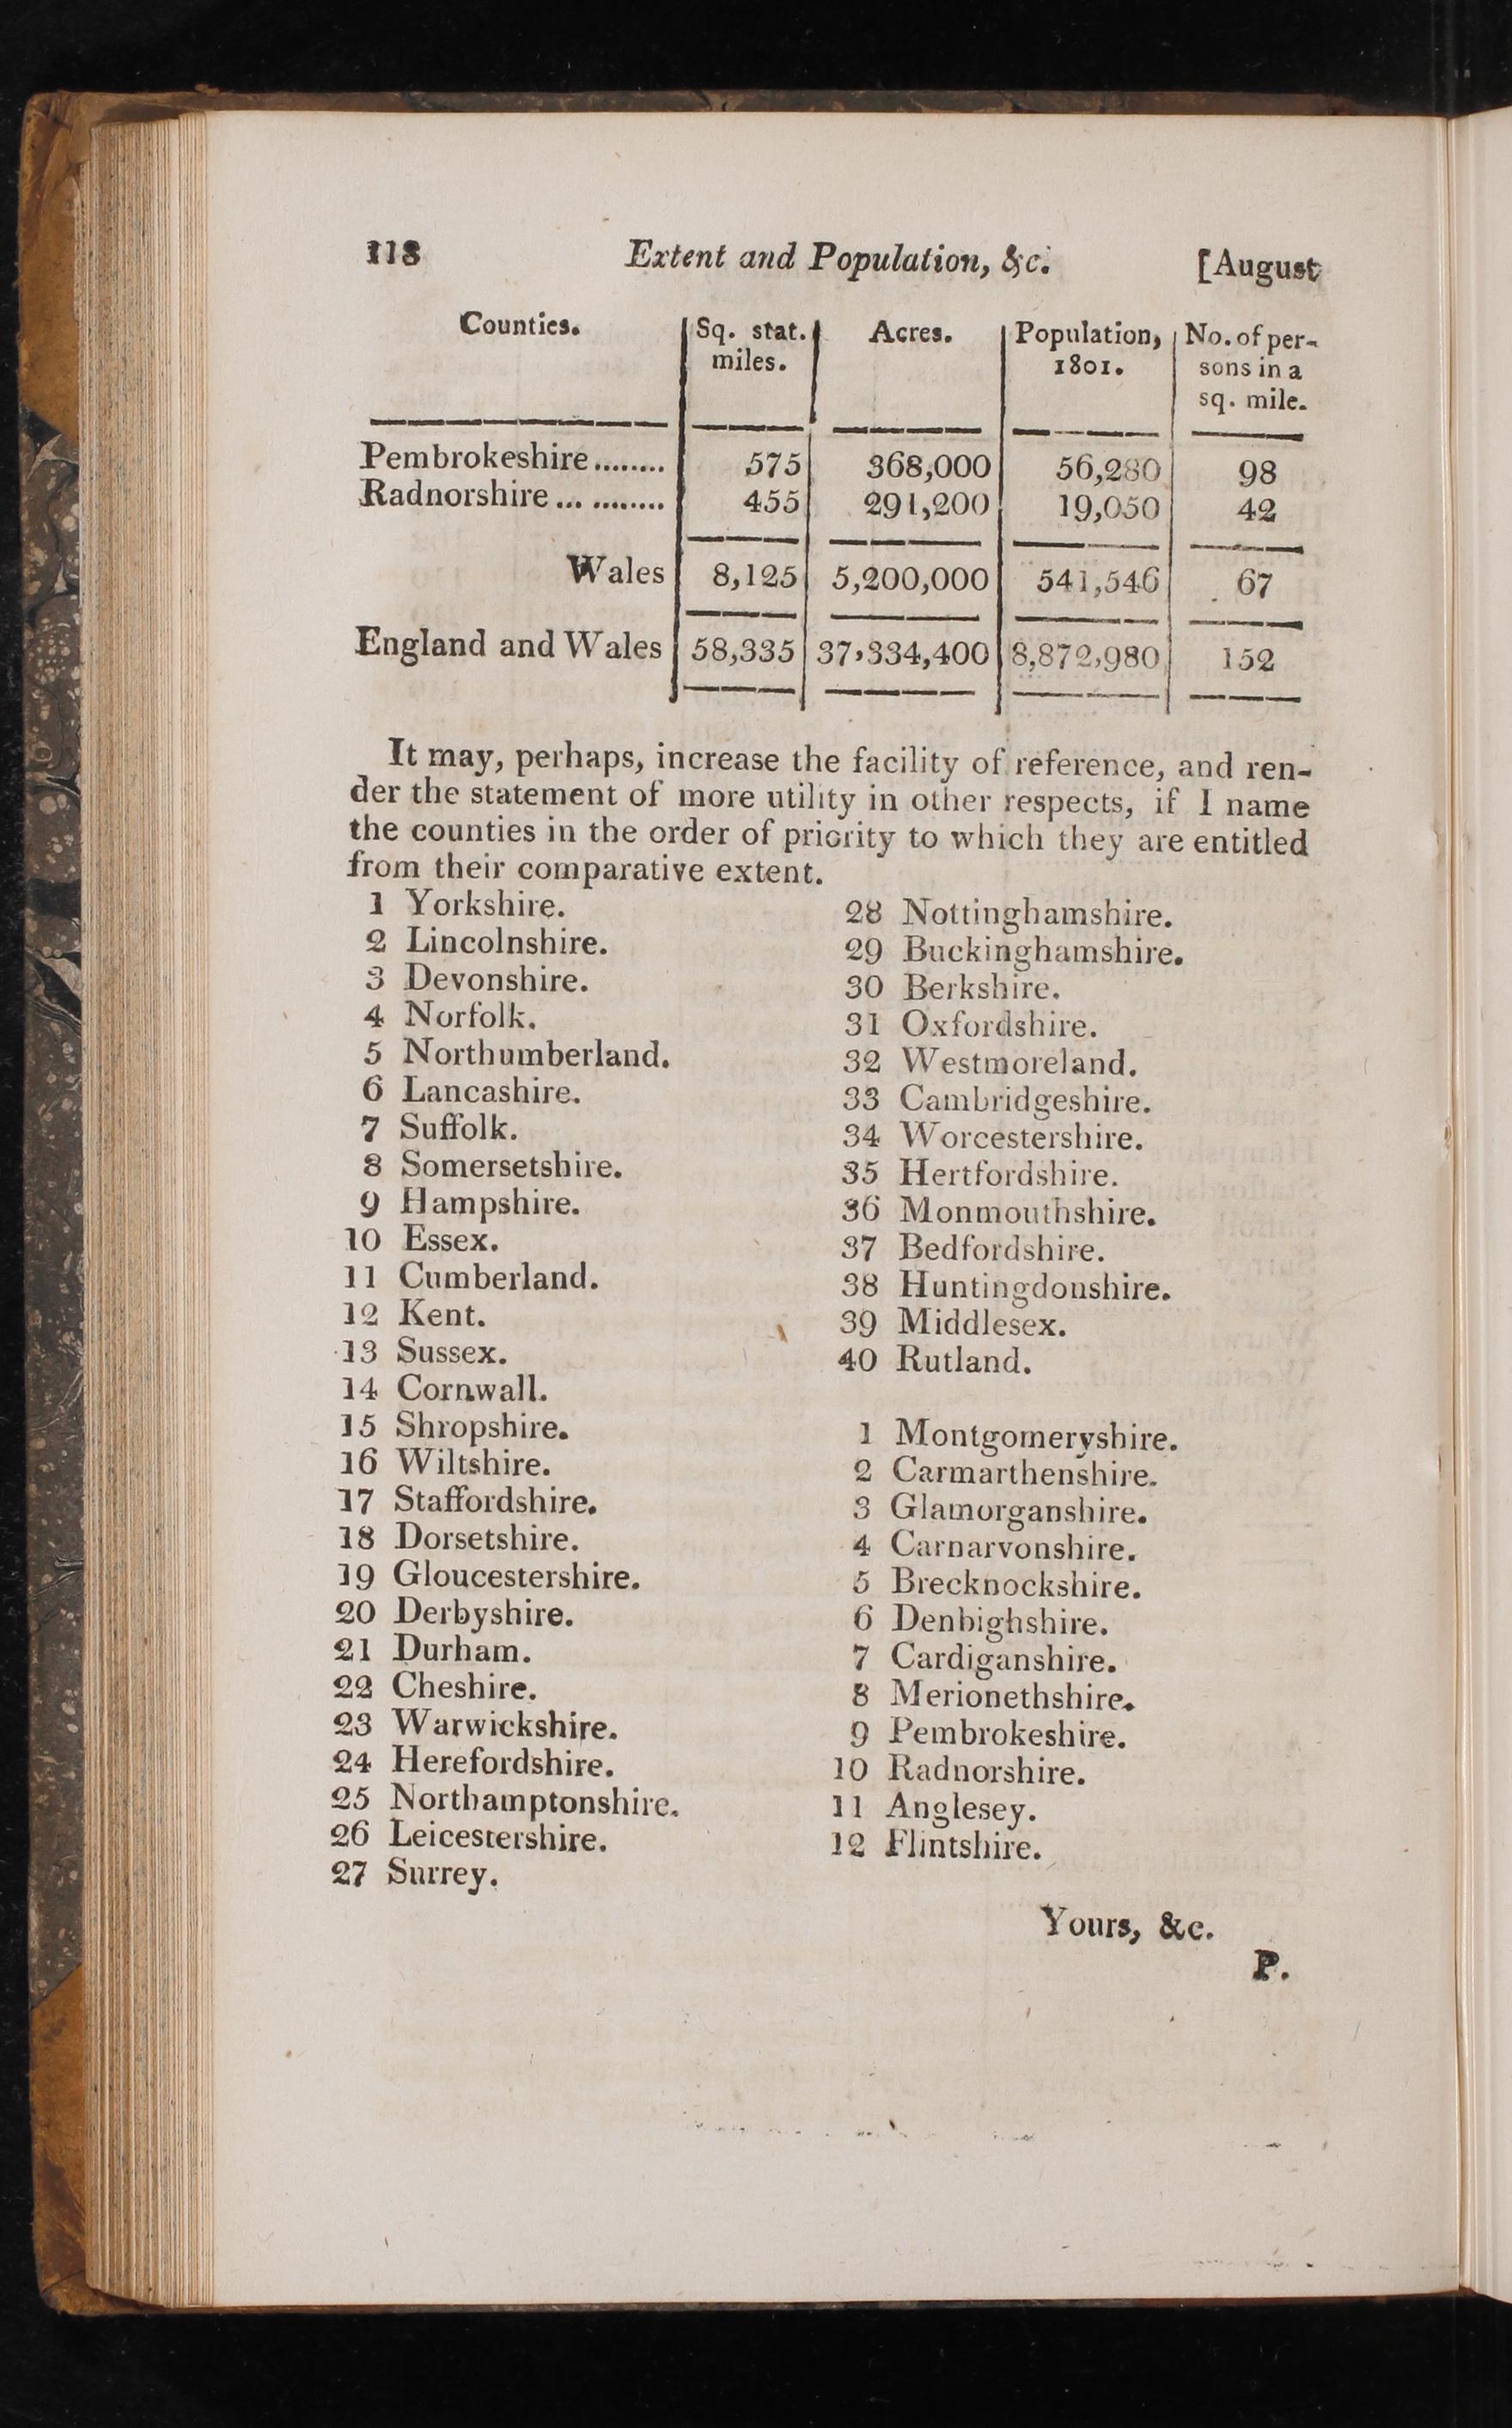 118 Extent and Population, &c. [August
Counties. Sq. stat. Acres. Population, No. of per-
miles. 1801. sons in a
sq. mile.
Pembrokeshire........ 575 368,000 56,280 98
Radnorshire... ......... 455 291,200 19,050 42
Wales 8,125 5,200,000 541,546 67
England and Wales 58,335 37,334,400 8,872,980 152
It may, perhaps, increase the facility of reference, and ren-
der the statement of more utility in other respects, if I name
the counties in the order of priority to which they are entitled
from their comparative extent.
1 Yorkshire.
2 Lincolnshire.
3 Devonshire.
4 Norfolk.
5 Northumberland.
6 Lancashire.
7 Suffolk.
8 Somersetshire.
9 Hampshire.
10 Essex.
11 Cumberland.
12 Kent.
13 Sussex.
14 Cornwall.
15 Shropshire.
16 Wiltshire.
17 Staffordshire.
18 Dorsetshire.
19 Gloucestershire.
20 Derbyshire.
21 Durham.
22 Cheshire.
23 Warwickshire.
24 Herefordshire.
25 Northamptonshire.
26 Leicestershire.
27 Surrey.
28 Nottinghamshire.
29 Buckinghamshire.
30 Berkshire.
31 Oxfordshire.
32 Westmoreland.
33 Cambridgeshire.
34 Worcestershire.
35 Hertfordshire.
36 Monmouthshire.
37 Bedfordshire.
38 Huntingdonshire.
39 Middlesex.
40 Rutland.
1 Montgomeryshire.
2 Carmarthenshire.
3 Glamorganshire.
4 Carnarvonshire.
5 Brecknockshire.
6 Denbighshire.
7 Cardiganshire.
8 Merionethshire.
9 Pembrokeshire.
10 Radnorshire.
11 Anglesey.
12 Flintshire.
Yours, &c.
P.